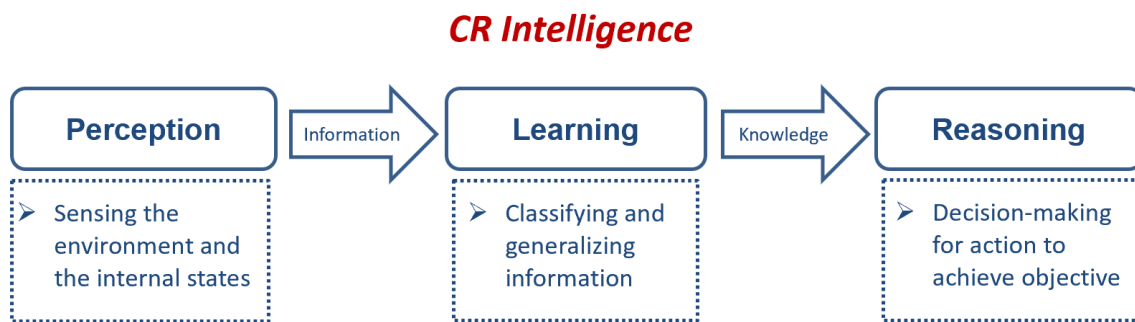 CR Intelligence
Perception
Information
Learning
Knowledge
Reasoning
➢ Sensing the
environment and
the internal states
➢ Classifying and
generalizing
information
➢ Decision-making
for action to
achieve objective